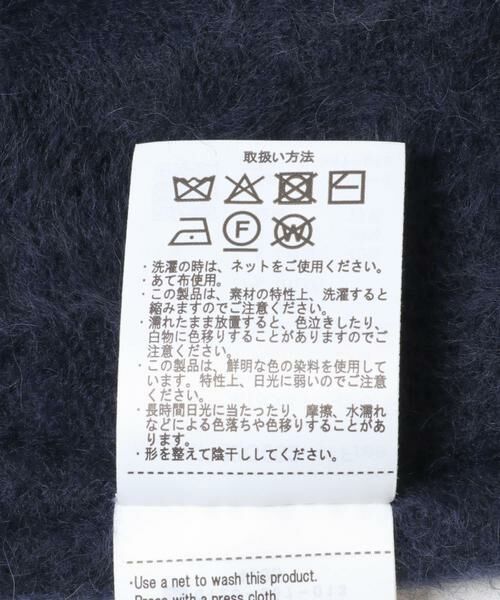 取扱い方法
F
W
・洗濯の時は、ネットをご使用ください。
・あて布使用。
・この製品は、素材の特性上、洗濯すると
縮みますのでご注意ください。
・濡れたまま放置すると、色泣きしたり、
白物に色移りすることがありますのでご
注意ください。
・この製品は、鮮明な色の染料を使用して
います。特性上、日光に弱いのでご注意
ください。
・長時間日光に当たったり、摩擦、水濡れ
などによる色落ちや色移りすることがあ
ります。
・形を整えて陰干ししてください。
・Use a net to wash this product.
Press with a press cloth.